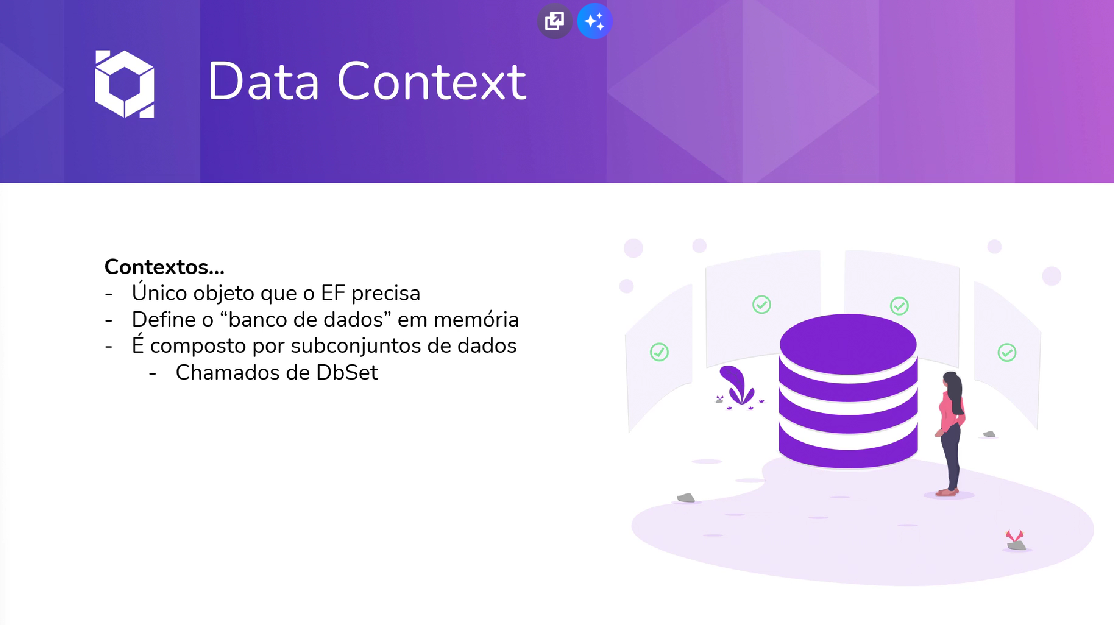 Data Context
Contextos...
- Único objeto que o EF precisa
- Define o “banco de dados” em memória
- É composto por subconjuntos de dados
- Chamados de DbSet